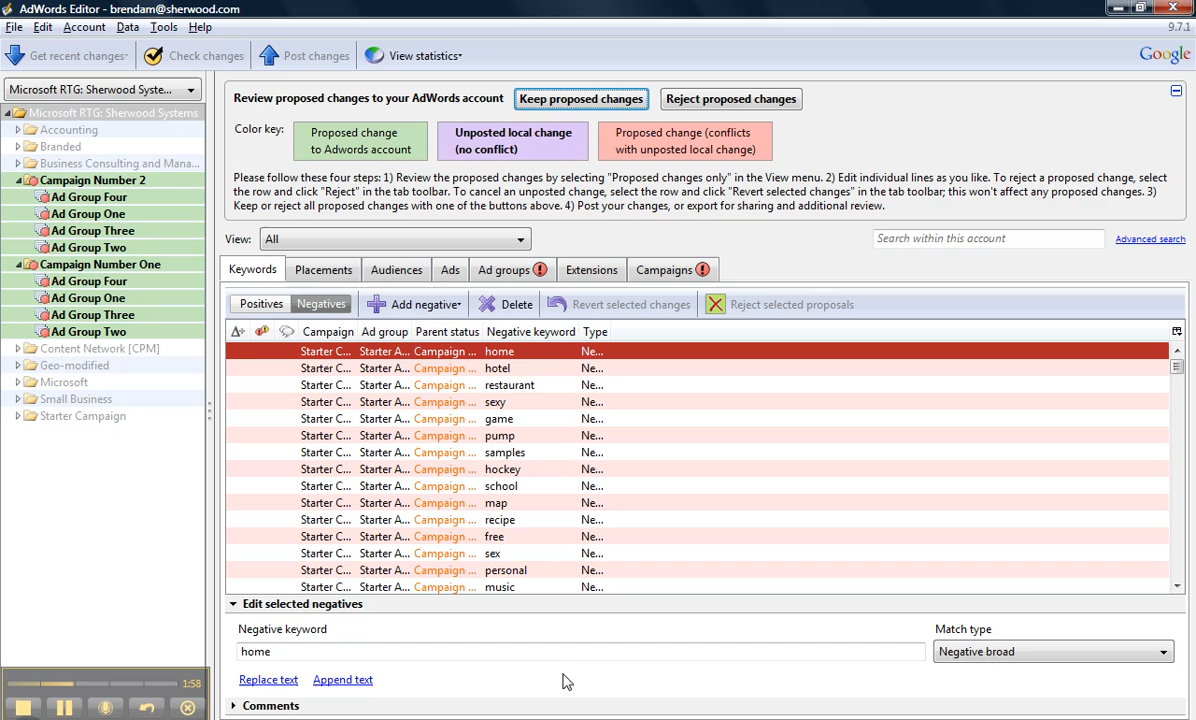 AdWords Editor - brendam@sherwood.com
File Edit Account Data Tools Help
9.7.1
Get recent changes
Check changes
Post changes
View statistics
Google
Microsoft RTG: Sherwood Syste...
Microsoft RTG: Sherwood Systems
Accounting
Branded
Business Consulting and Mana...
Campaign Number 2
Ad Group Four
Ad Group One
Ad Group Three
Ad Group Two
Campaign Number One
Ad Group Four
Ad Group One
Ad Group Three
Ad Group Two
Content Network [CPM]
Geo-modified
Microsoft
Small Business
Starter Campaign
1:58
Review proposed changes to your AdWords account
Keep proposed changes
Reject proposed changes
Color key:
Proposed change
to Adwords account
Unposted local change
(no conflict)
Proposed change (conflicts
with unposted local change)
Please follow these four steps: 1) Review the proposed changes by selecting "Proposed changes only" in the View menu. 2) Edit individual lines as you like. To reject a proposed change, select
the row and click "Reject" in the tab toolbar. To cancel an unposted change, select the row and click "Revert selected changes" in the tab toolbar; this won't affect any proposed changes. 3)
Keep or reject all proposed changes with one of the buttons above. 4) Post your changes, or export for sharing and additional review.
View: All
Search within this account
Advanced search
Keywords Placements Audiences Ads Ad groups Extensions Campaigns
Positives Negatives Add negative Delete Revert selected changes Reject selected proposals
Campaign Ad group Parent status Negative keyword Type
Starter C... Starter A... Campaign ... home Ne...
Starter C... Starter A... Campaign ... hotel Ne...
Starter C... Starter A... Campaign ... restaurant Ne...
Starter C... Starter A... Campaign ... sexy Ne...
Starter C... Starter A... Campaign ... game Ne...
Starter C... Starter A... Campaign ... pump Ne...
Starter C... Starter A... Campaign ... samples Ne...
Starter C... Starter A... Campaign ... hockey Ne...
Starter C... Starter A... Campaign ... school Ne...
Starter C... Starter A... Campaign ... map Ne...
Starter C... Starter A... Campaign ... recipe Ne...
Starter C... Starter A... Campaign ... free Ne...
Starter C... Starter A... Campaign ... sex Ne...
Starter C... Starter A... Campaign ... personal Ne...
Starter C... Starter A... Campaign ... music Ne...
Edit selected negatives
Negative keyword
Match type
home
Negative broad
Replace text Append text
Comments